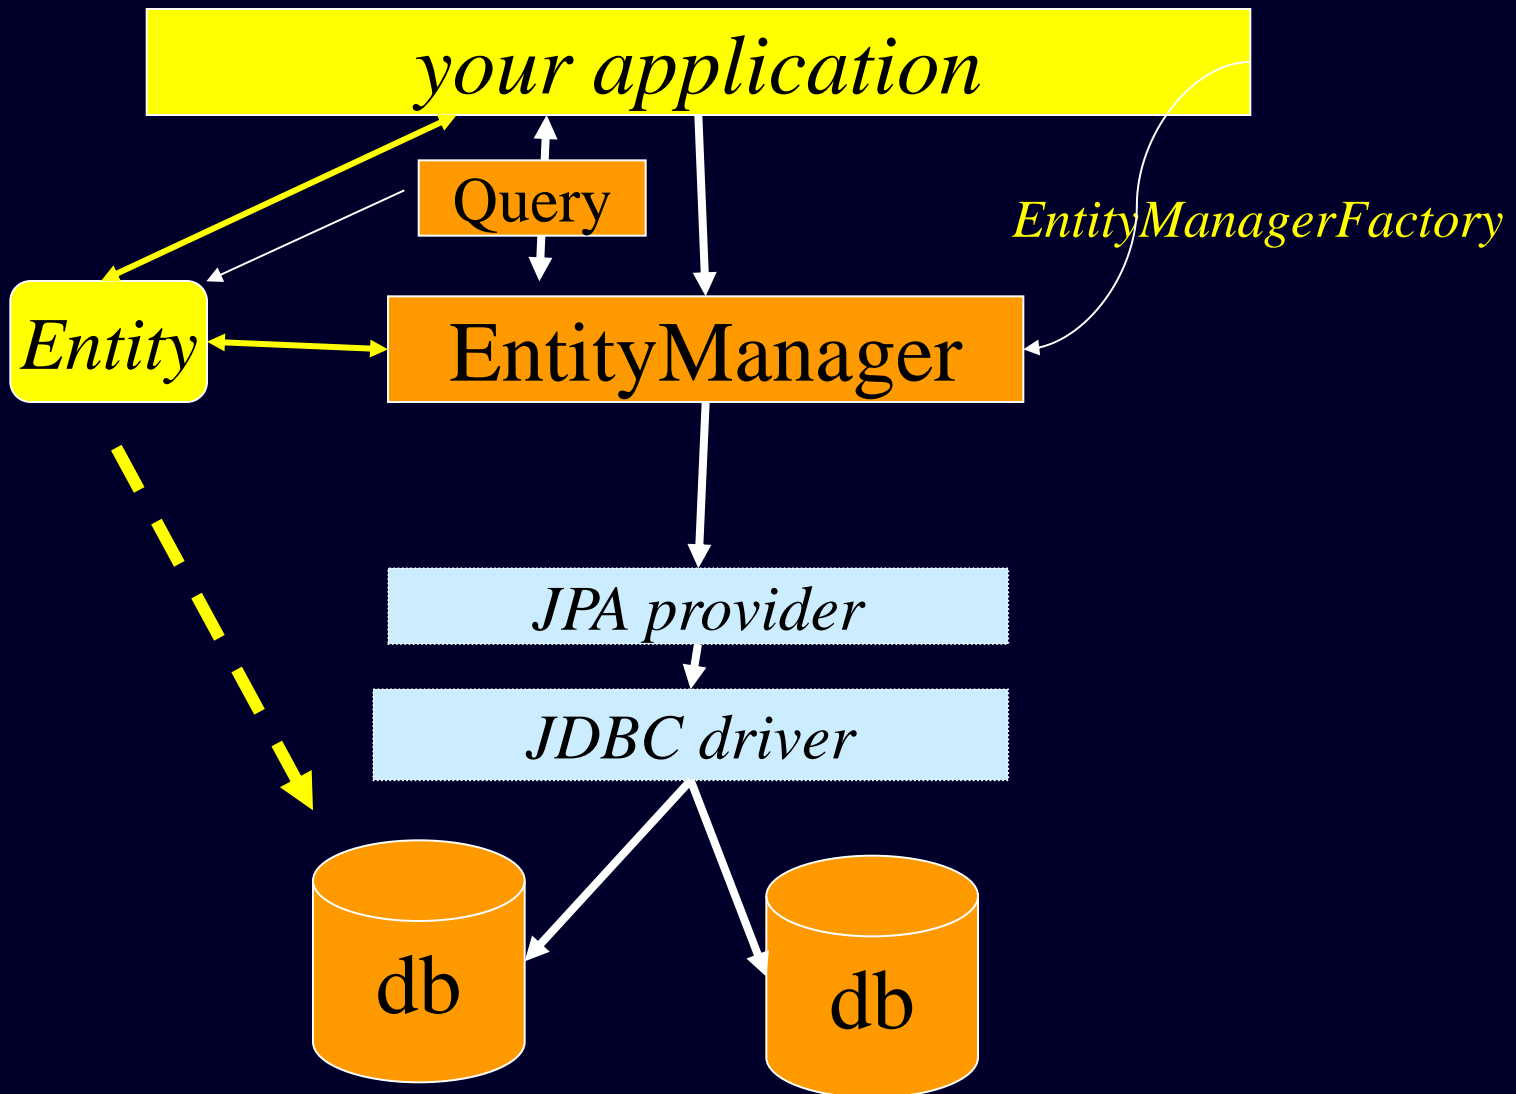 your application
Query
EntityManagerFactory
Entity
EntityManager
JPA provider
JDBC driver
db
db